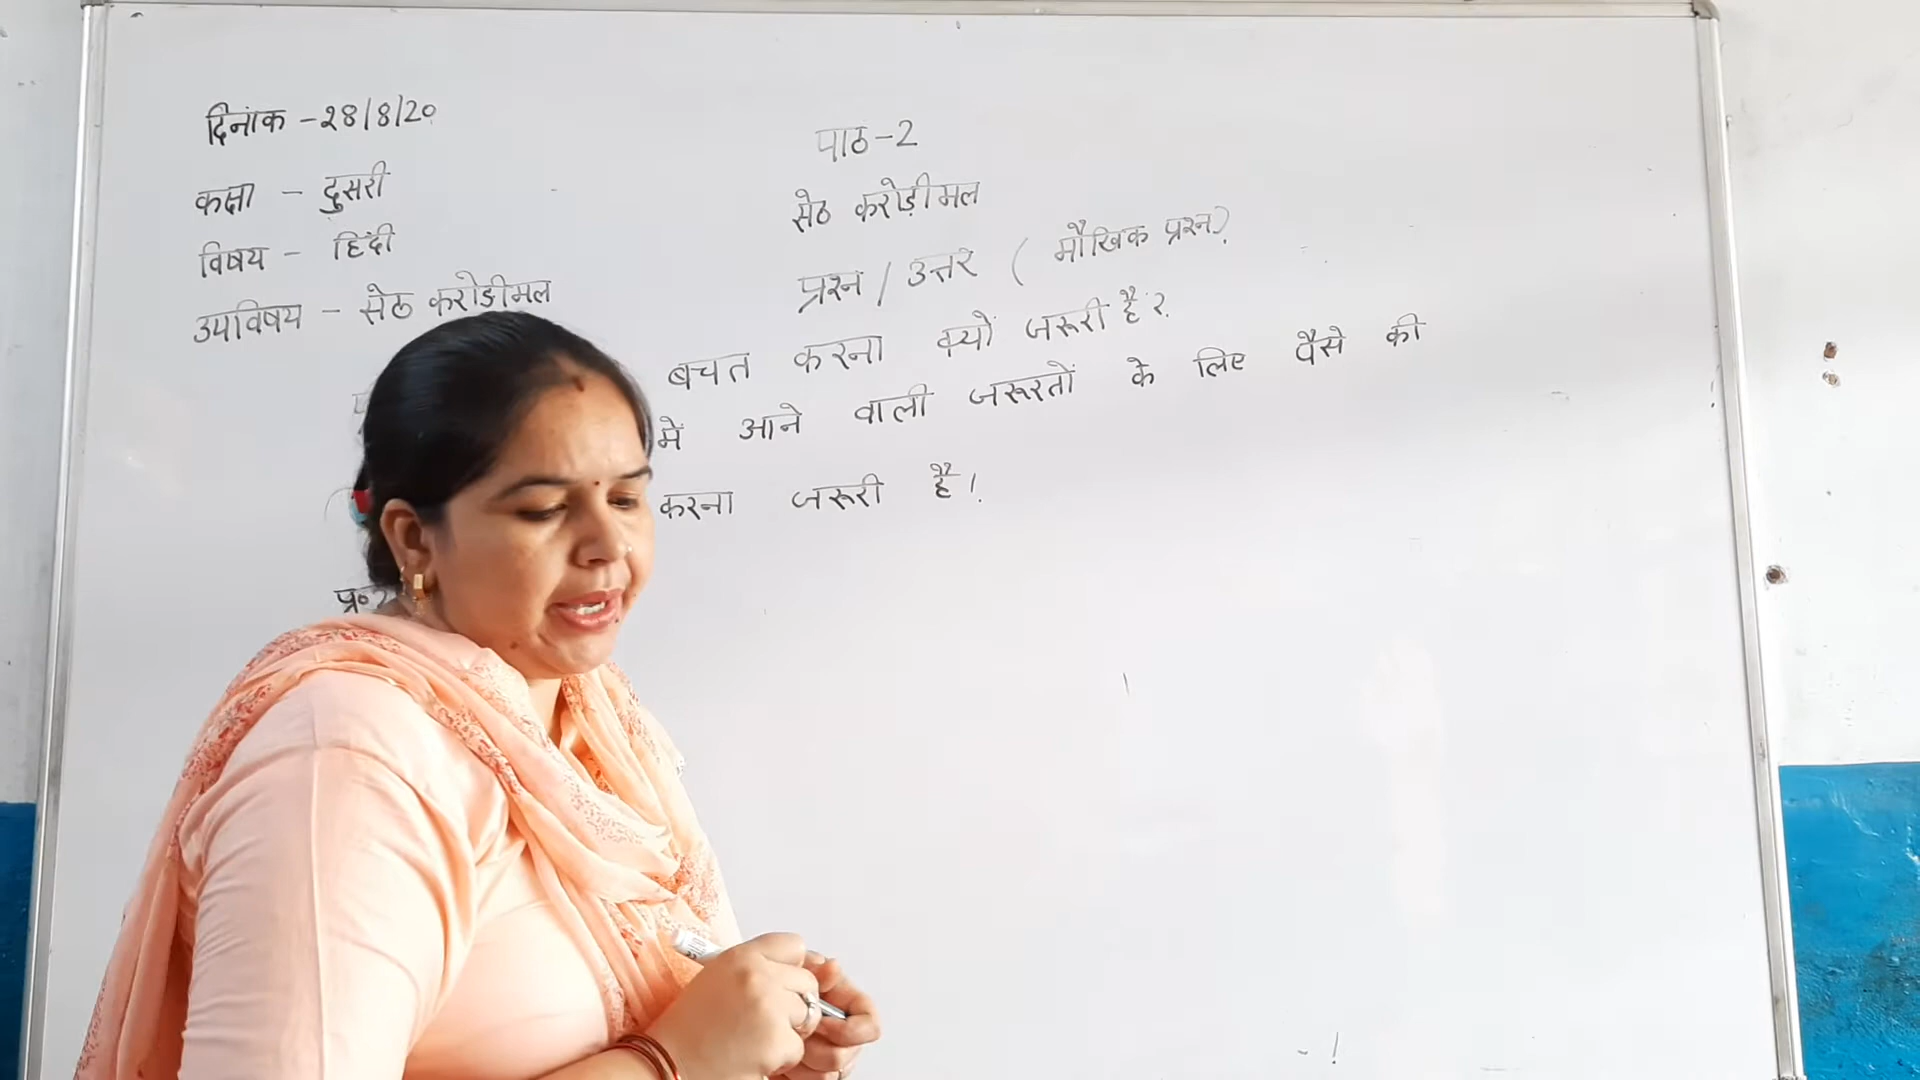 दिनांक - 28/8/20
कक्षा - दुसरी
विषय - हिंदी
उपविषय - सेठ करोडीमल
पाठ - 2
सेठ करोड़ीमल
प्रश्न / उत्तर ( मौखिक प्रश्न )
बचत करना क्यों जरूरी है ?
में आने वाली जरूरतों के लिए पैसे की
करना जरूरी है ।
प्र॰ 2